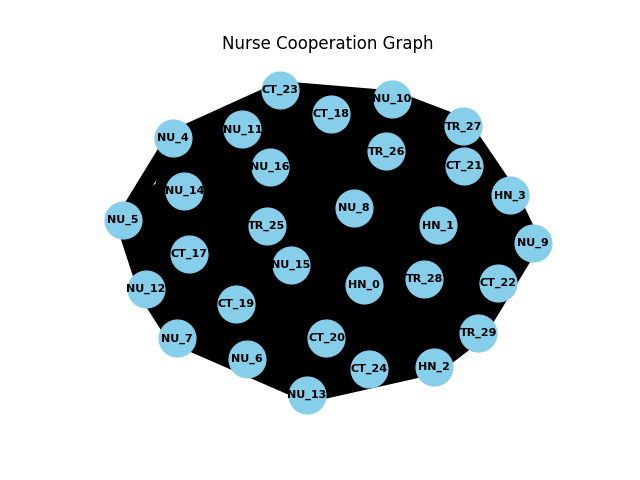 Nurse Cooperation Graph
CT_23
NU_10
CT_18
TR_27
NU_11
NU_4
TR_26
NU_16
CT_21
NU_14
HN_3
NU_8
NU_5
TR_25
HN_1
NU_9
CT_17
NU_15
TR_28
CT_22
HN_0
NU_12
CT_19
TR_29
NU_7
CT_20
NU_6
HN_2
CT_24
NU_13